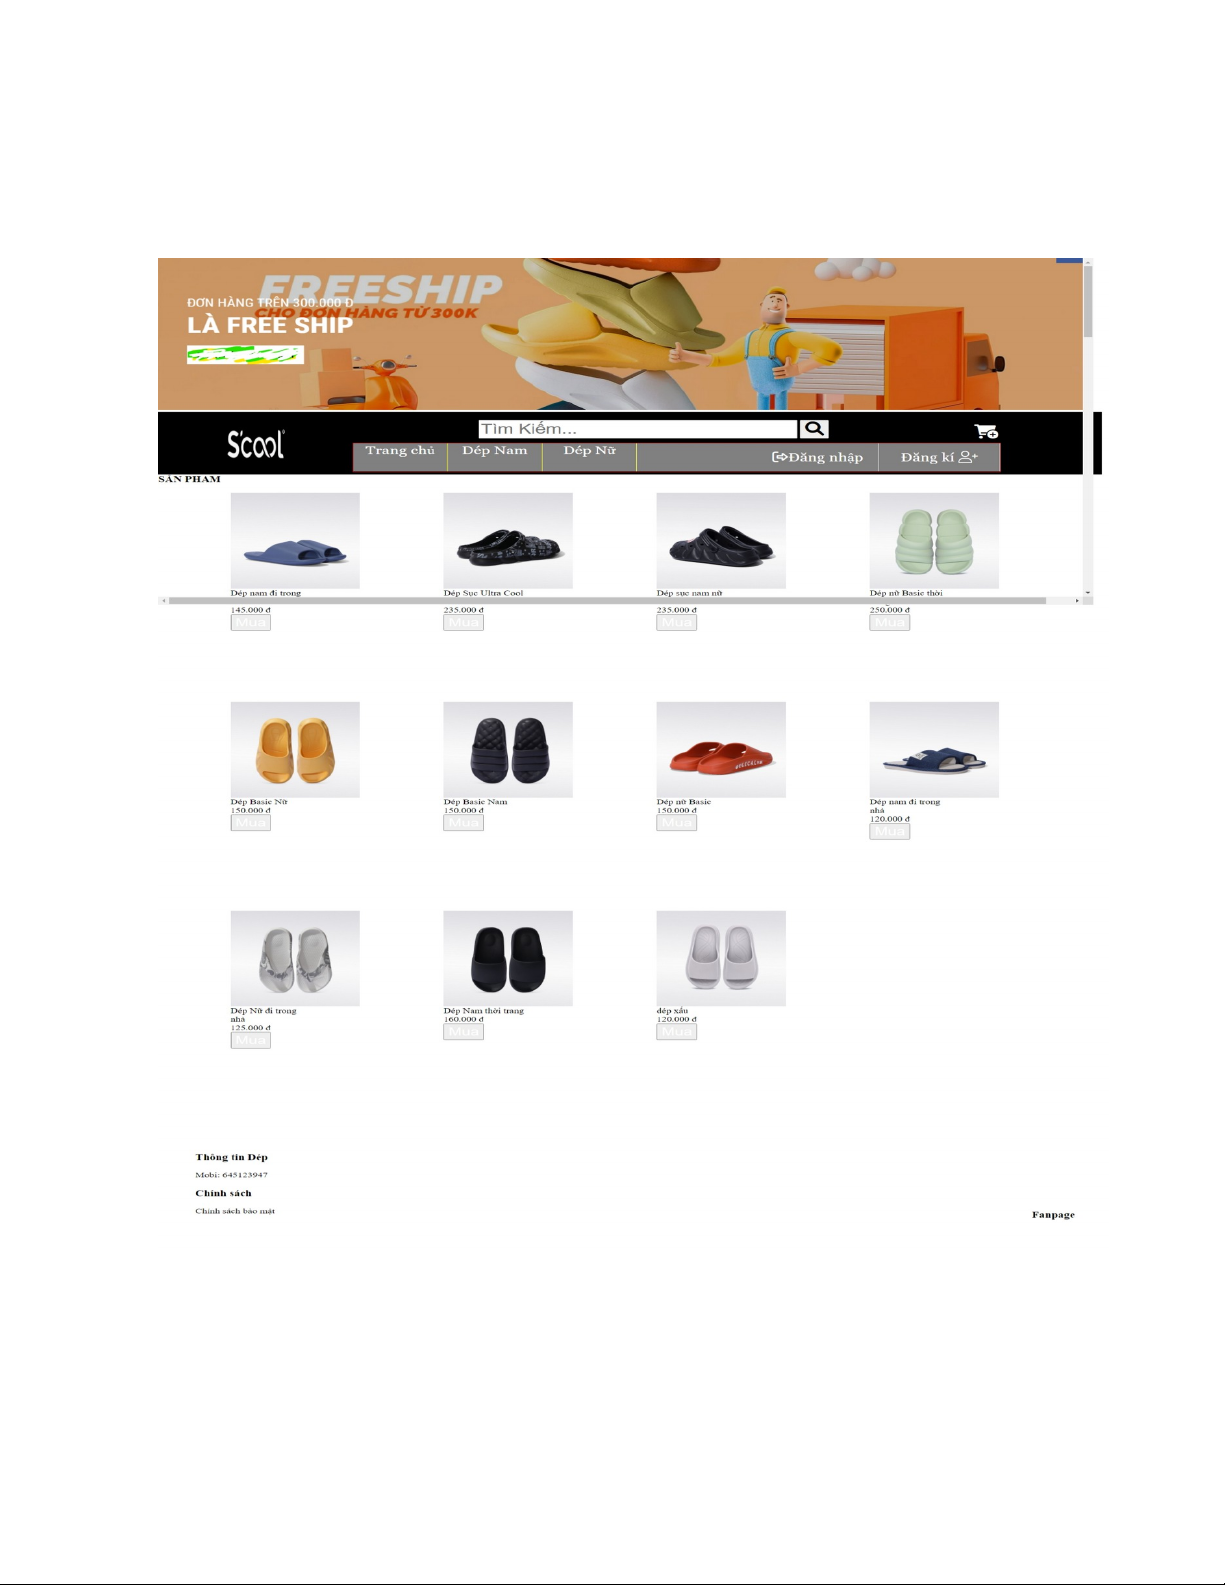 FREESHIP
CHO ĐƠN HÀNG TỪ 300K
ĐƠN HÀNG TRÊN 300.000 Đ
LÀ FREE SHIP
S'cool
Tìm Kiếm...
Trang chủ Dép Nam Dép Nữ Đăng nhập Đăng kí
SẢN PHẨM
Dép nam đi trong Dép Sục Ultra Cool Dép sục nam nữ Dép nữ Basic thời
145.000 đ 235.000 đ 235.000 đ 250.000 đ
Mua Mua Mua Mua
Dép Basic Nữ Dép Basic Nam Dép nữ Basic Dép nam đi trong
nhà
150.000 đ 150.000 đ 150.000 đ 120.000 đ
Mua Mua Mua Mua
Dép Nữ đi trong Dép Nam thời trang dép xấu
nhà
125.000 đ 160.000 đ 120.000 đ
Mua Mua Mua
Thông tin Dép
Mobi: 645123947
Chính sách
Chính sách bảo mật
Fanpage